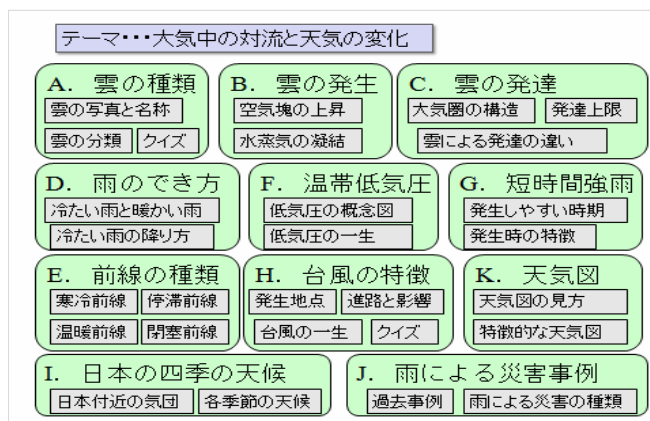 テーマ・・・大気中の対流と天気の変化
A. 雲の種類
雲の写真と名称
雲の分類 クイズ
B. 雲の発生
空気塊の上昇
水蒸気の凝結
C. 雲の発達
大気圏の構造 発達上限
雲による発達の違い
D. 雨のでき方
冷たい雨と暖かい雨
冷たい雨の降り方
F. 温帯低気圧
低気圧の概念図
低気圧の一生
G. 短時間強雨
発生しやすい時期
発生時の特徴
E. 前線の種類
寒冷前線 停滞前線
温暖前線 閉塞前線
H. 台風の特徴
発生地点 進路と影響
台風の一生 クイズ
K. 天気図
天気図の見方
特徴的な天気図
I. 日本の四季の天候
日本付近の気団 各季節の天候
J. 雨による災害事例
過去事例 雨による災害の種類